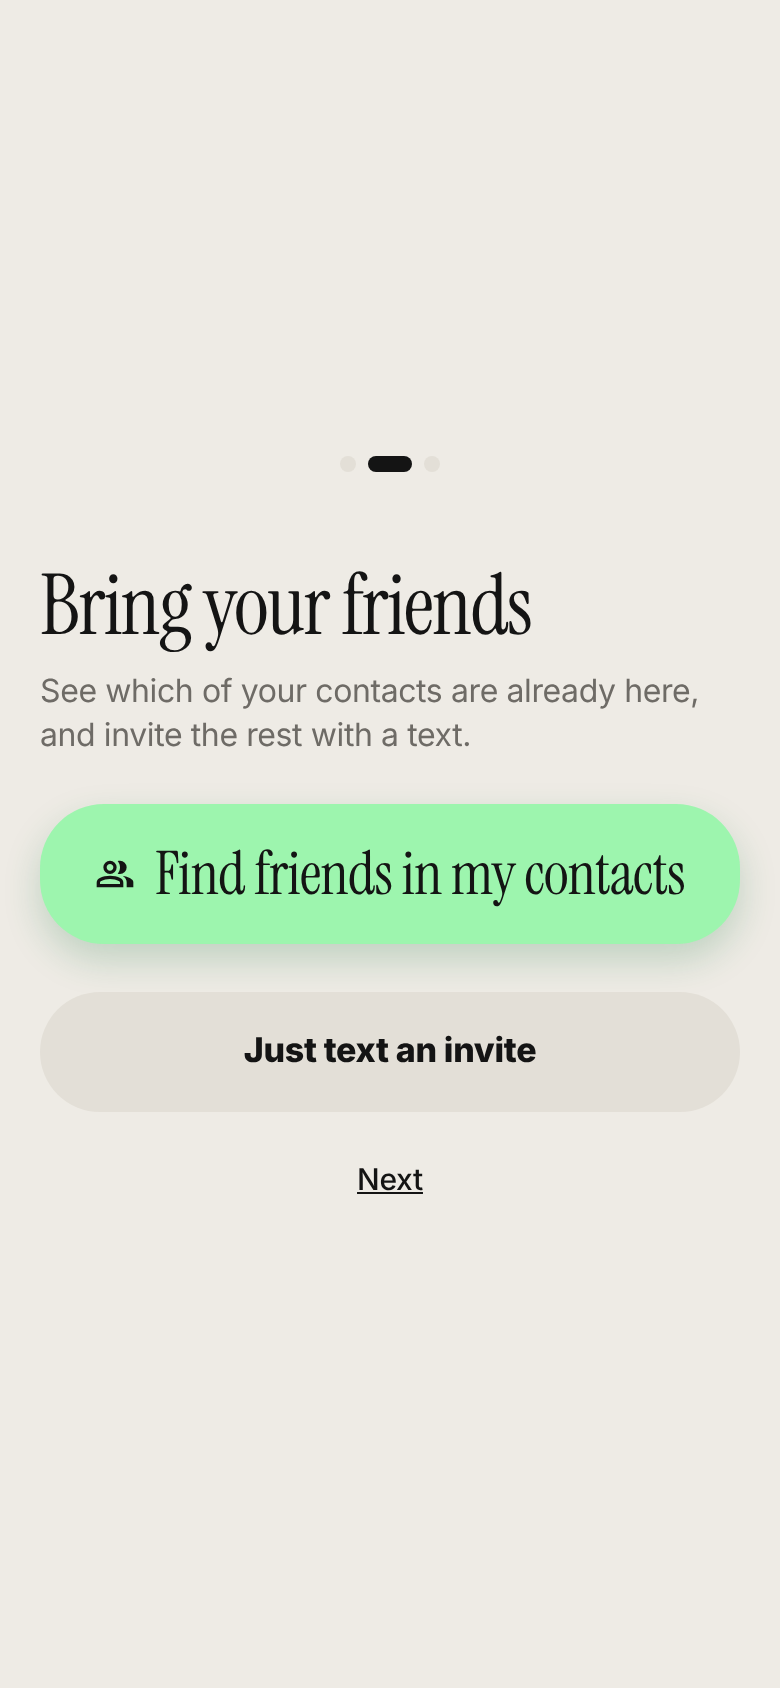 Bring your friends
See which of your contacts are already here,
and invite the rest with a text.
Find friends in my contacts
Just text an invite
Next